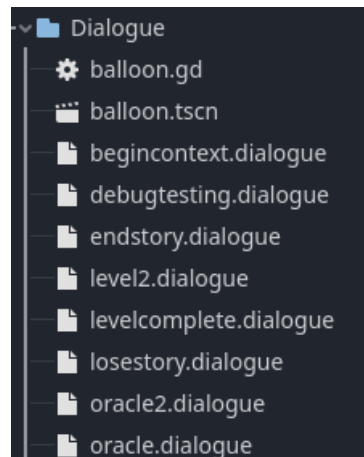 Dialogue
balloon.gd
balloon.tscn
begincontext.dialogue
debugtesting.dialogue
endstory.dialogue
level2.dialogue
levelcomplete.dialogue
losestory.dialogue
oracle2.dialogue
oracle.dialogue